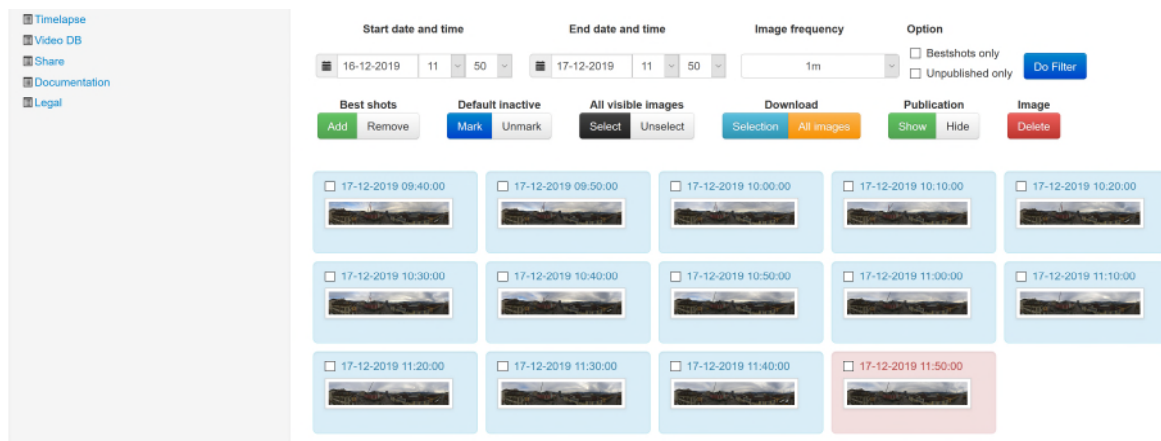 Timelapse
Video DB
Share
Documentation
Legal
Start date and time End date and time Image frequency Option
16-12-2019 11 50 17-12-2019 11 50 1m Bestshots only
Unpublished only
Do Filter
Best shots Default inactive All visible images Download Publication Image
Add Remove Mark Unmark Select Unselect Selection All images Show Hide Delete
17-12-2019 09:40:00 17-12-2019 09:50:00 17-12-2019 10:00:00 17-12-2019 10:10:00 17-12-2019 10:20:00
17-12-2019 10:30:00 17-12-2019 10:40:00 17-12-2019 10:50:00 17-12-2019 11:00:00 17-12-2019 11:10:00
17-12-2019 11:20:00 17-12-2019 11:30:00 17-12-2019 11:40:00 17-12-2019 11:50:00